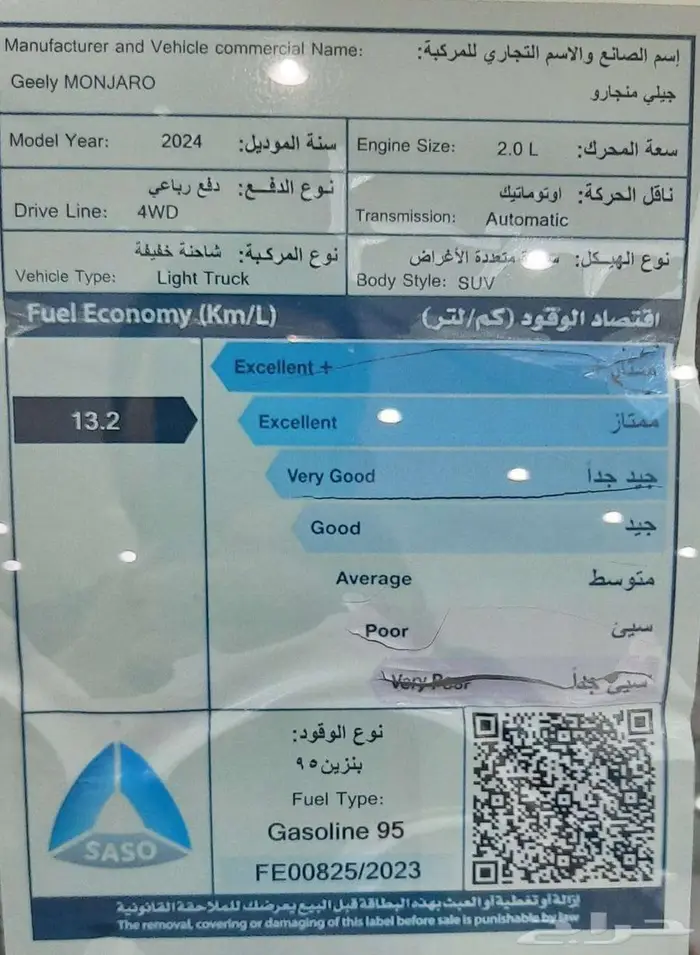 Manufacturer and Vehicle commercial Name:
إسم الصانع والاسم التجاري للمركبة:
Geely MONJARO
جيلي منجارو
Model Year: 2024 سنة الموديل:
Engine Size: 2.0 L سعة المحرك:
نوع الدفـع: دفع رباعي
Drive Line: 4WD
ناقل الحركة: اوتوماتيك
Transmission: Automatic
نوع المركبة: شاحنة خفيفة
Vehicle Type: Light Truck
نوع الهيكل: متعددة الأغراض
Body Style: SUV
Fuel Economy (Km/L) اقتصاد الوقود (كم/لتر)
Excellent + ممتاز +
13.2
Excellent ممتاز
Very Good جيد جداً
Good جيد
Average متوسط
Poor سيئ
Very Poor سيئ جداً
نوع الوقود:
بنزين ٩٥
Fuel Type:
Gasoline 95
FE00825/2023
SASO
إزالة أو تغطية أو العبث بهذه البطاقة قبل البيع يعرضك للملاحقة القانونية
The removal, covering or damaging of this label before sale is punishable by law
حراج